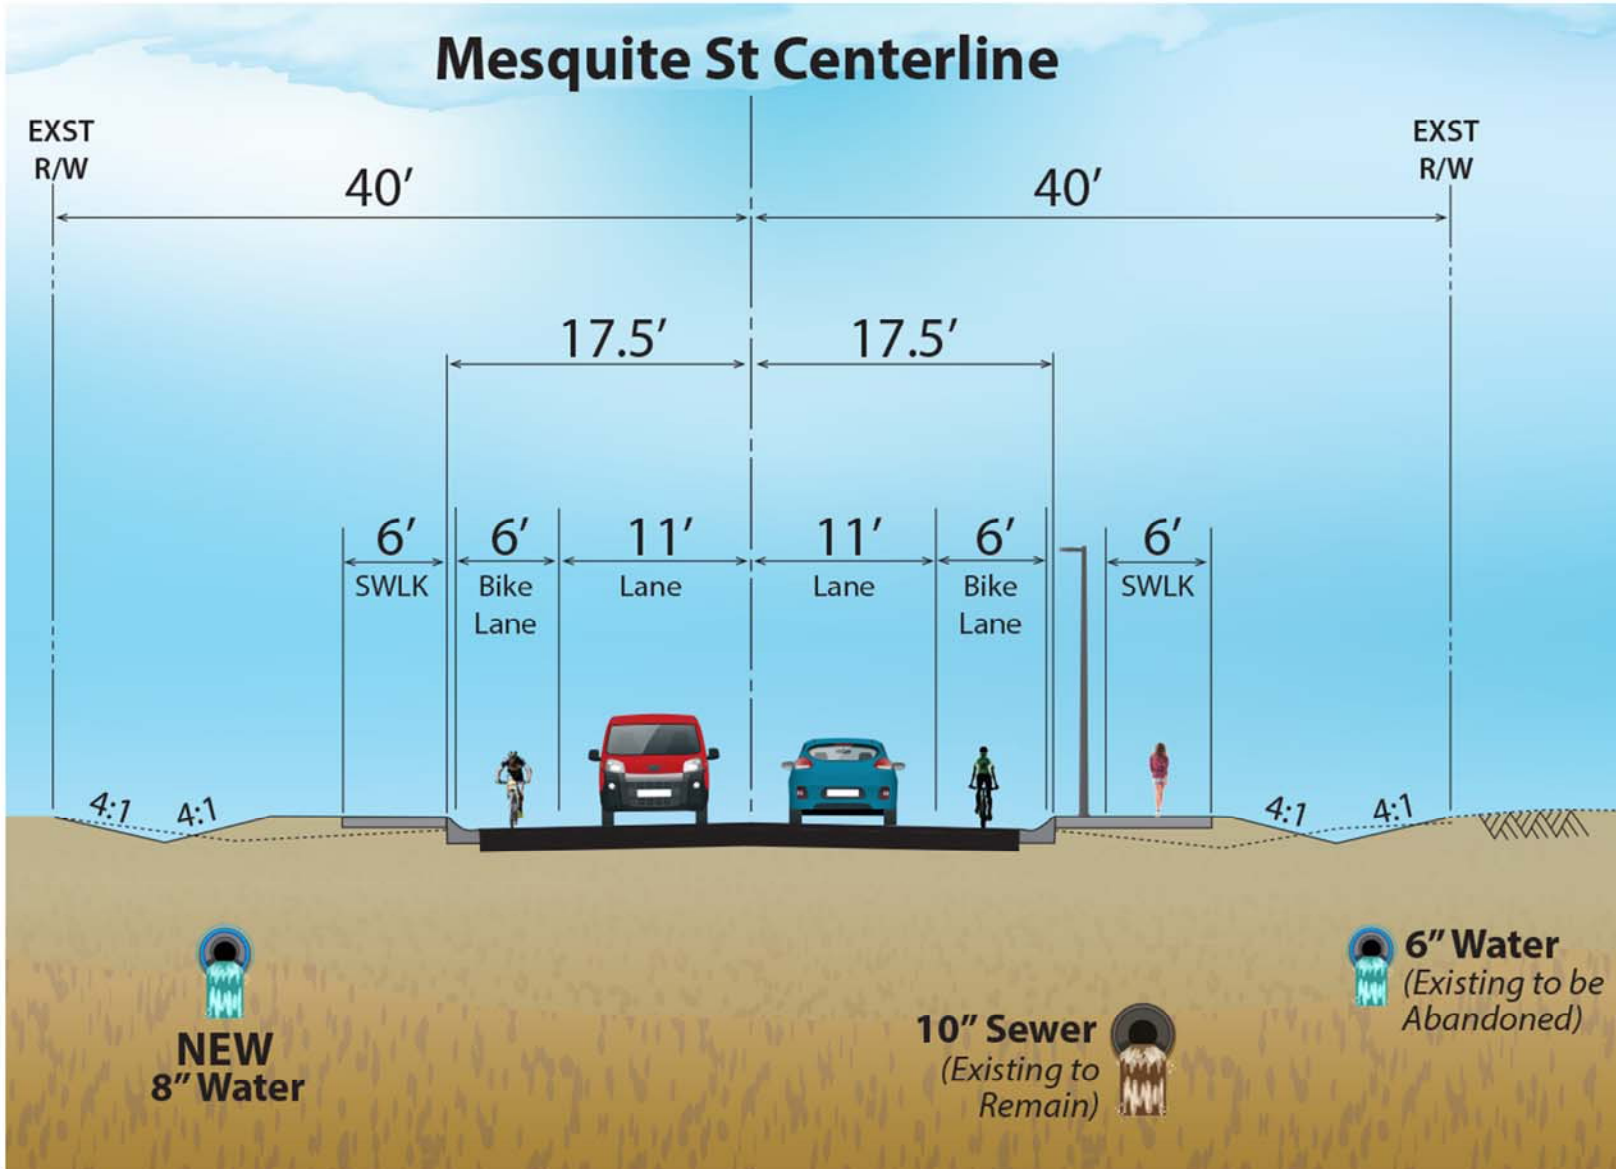 Mesquite St Centerline
EXST
R/W
EXST
R/W
40’
40’
17.5’
17.5’
6’
6’
11’
11’
6’
6’
SWLK
Bike
Lane
Lane
Lane
Bike
Lane
SWLK
4:1
4:1
4:1
4:1
NEW
8” Water
10” Sewer
(Existing to
Remain)
6” Water
(Existing to be
Abandoned)